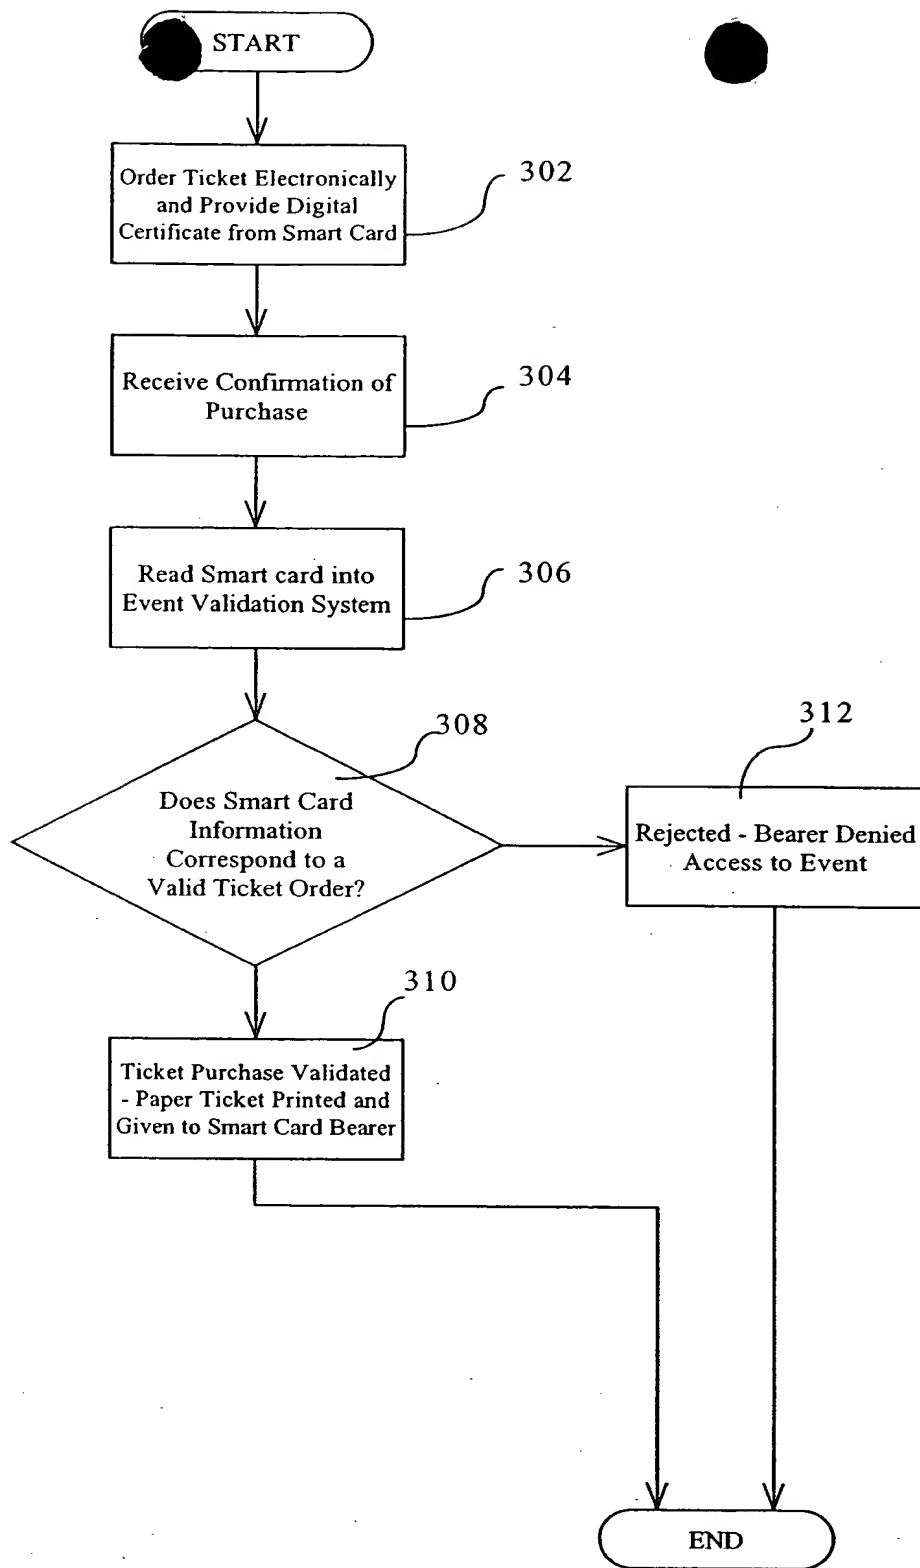 START
302
Order Ticket Electronically
and Provide Digital
Certificate from Smart Card
304
Receive Confirmation of
Purchase
306
Read Smart card into
Event Validation System
308
312
Does Smart Card
Information
Correspond to a
Valid Ticket Order?
Rejected - Bearer Denied
Access to Event
310
Ticket Purchase Validated
- Paper Ticket Printed and
Given to Smart Card Bearer
END